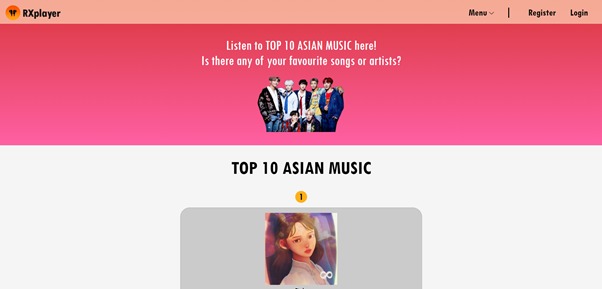 RXplayer
Menu
Register
Login
Listen to TOP 10 ASIAN MUSIC here!
Is there any of your favourite songs or artists?
TOP 10 ASIAN MUSIC
1